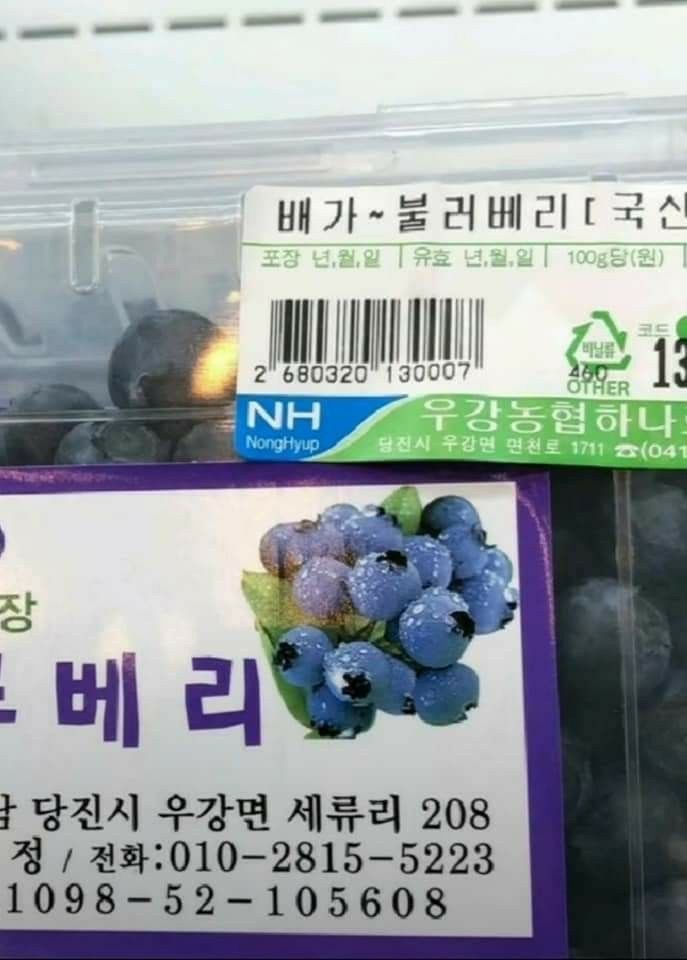 배가~불러베리[국산
포장 년,월,일 | 유효 년,월,일 | 100g당(원)
비닐류
코드
2 680320 130007
460
OTHER
13
NH
NongHyup
우강농협하나
당진시 우강면 면천로 1711 ☎(041
장
베리
당진시 우강면 세류리 208
정 / 전화:010-2815-5223
1098-52-105608